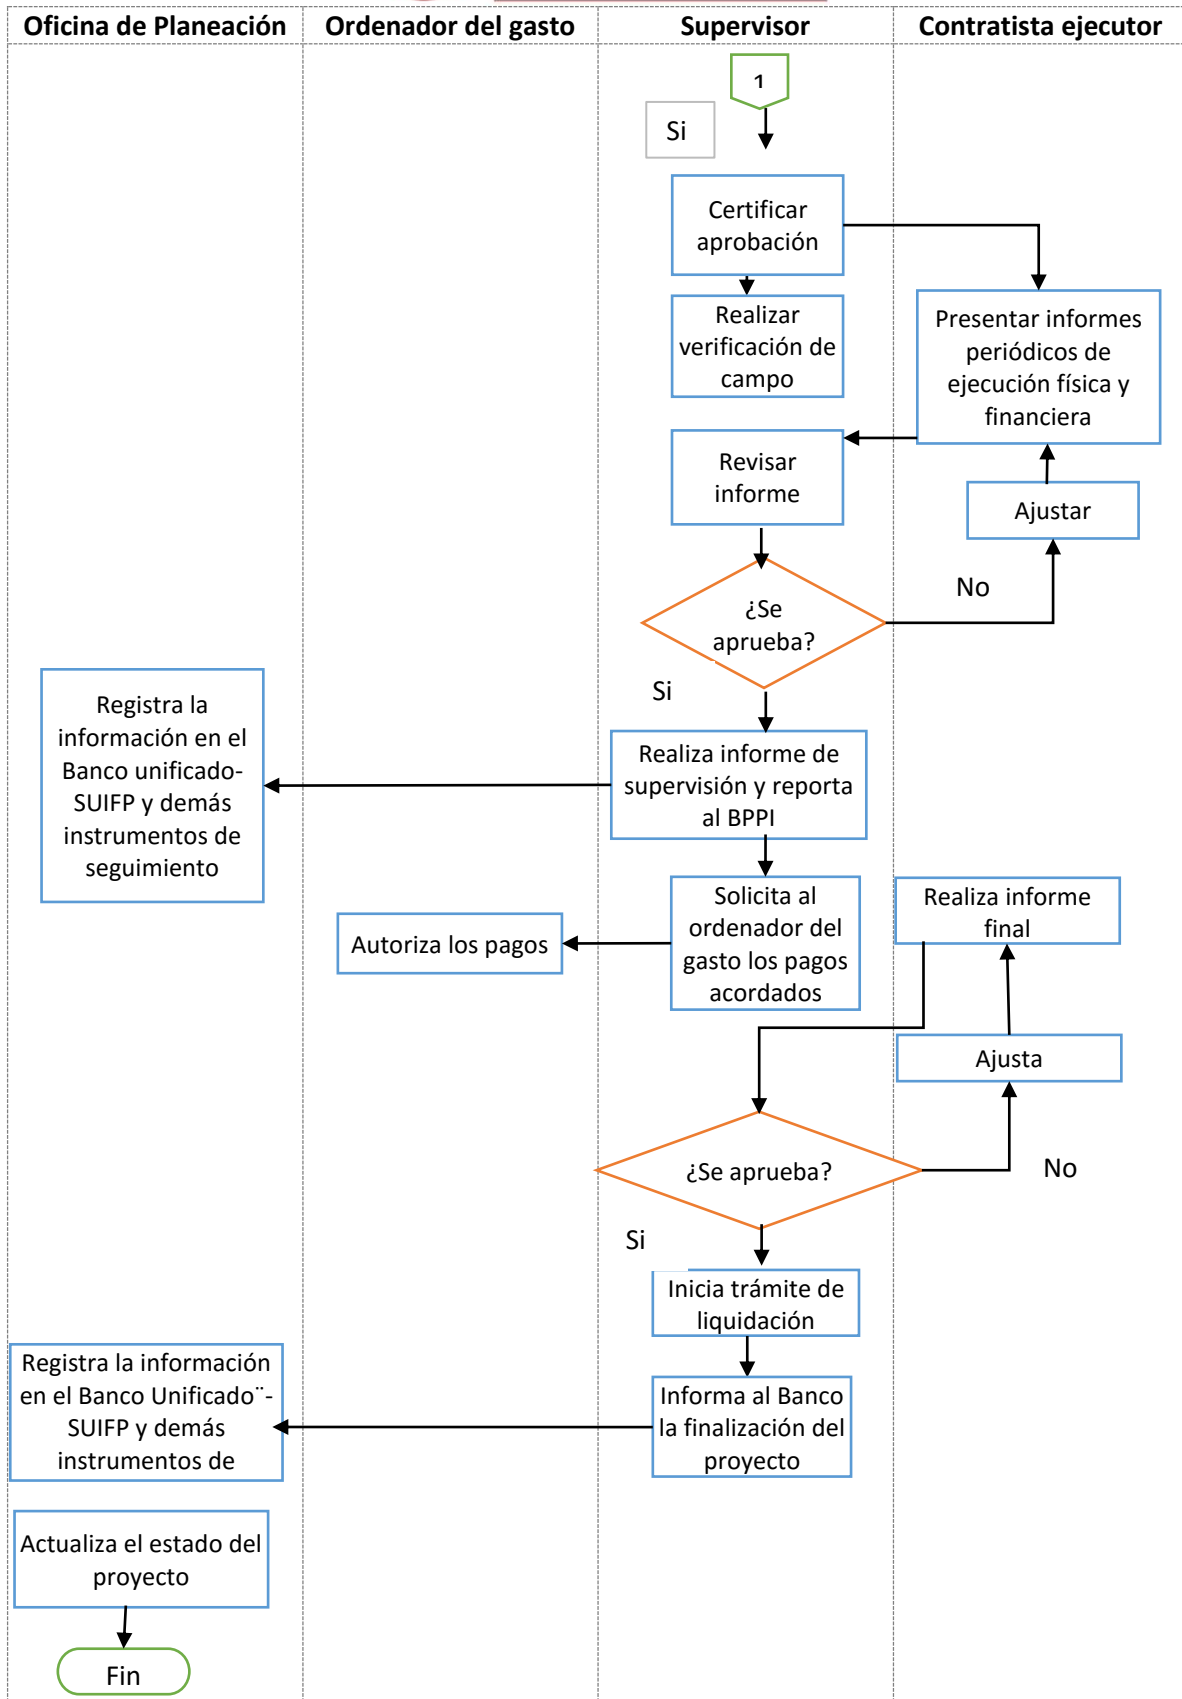 Oficina de Planeación
Ordenador del gasto
Supervisor
Contratista ejecutor
1
Si
Certificar
aprobación
Realizar
verificación de
campo
Presentar informes
periódicos de
ejecución física y
financiera
Revisar
informe
Ajustar
No
¿Se
aprueba?
Si
Registra la
información en el
Banco unificado-
SUIFP y demás
instrumentos de
seguimiento
Realiza informe de
supervisión y reporta
al BPPI
Solicita al
ordenador del
gasto los pagos
acordados
Autoriza los pagos
Realiza informe
final
Ajusta
¿Se aprueba?
No
Si
Inicia trámite de
liquidación
Registra la información
en el Banco Unificado¨-
SUIFP y demás
instrumentos de
Informa al Banco
la finalización del
proyecto
Actualiza el estado del
proyecto
Fin